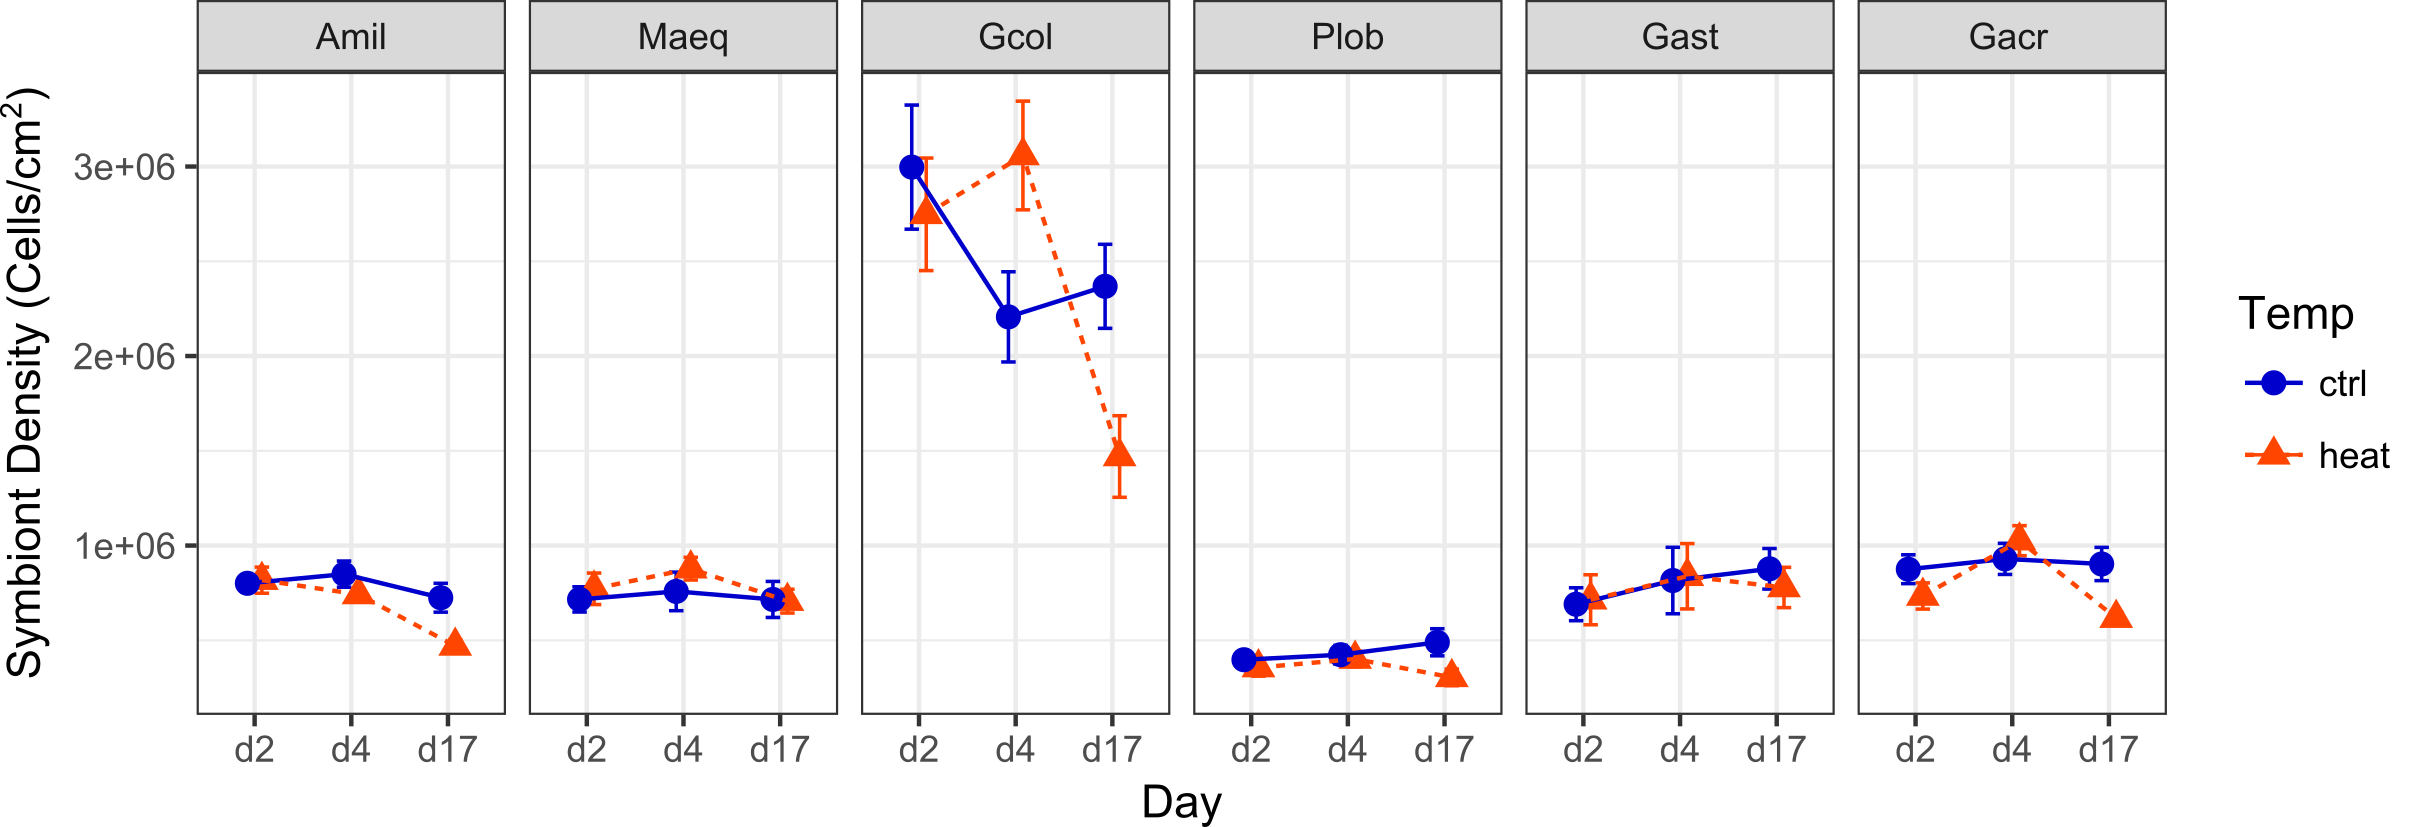 Amil Maeq Gcol Plob Gast Gacr
Symbiont Density (Cells/cm²)
3e+06
2e+06
1e+06
d2 d4 d17 d2 d4 d17 d2 d4 d17 d2 d4 d17 d2 d4 d17 d2 d4 d17
Day
Temp
ctrl
heat